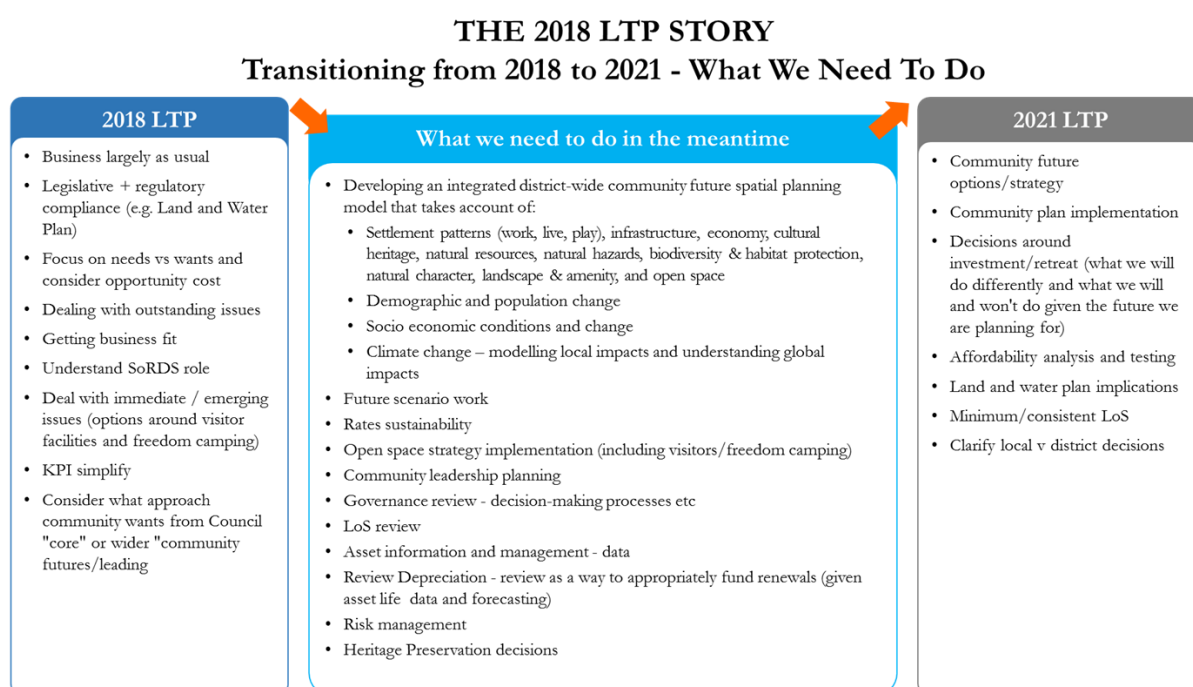 THE 2018 LTP STORY
Transitioning from 2018 to 2021 - What We Need To Do
2018 LTP
• Business largely as usual
• Legislative + regulatory
compliance (e.g. Land and Water
Plan)
• Focus on needs vs wants and
consider opportunity cost
• Dealing with outstanding issues
• Getting business fit
• Understand SoRDS role
• Deal with immediate / emerging
issues (options around visitor
facilities and freedom camping)
• KPI simplify
• Consider what approach
community wants from Council
"core" or wider "community
futures/leading
What we need to do in the meantime
• Developing an integrated district-wide community future spatial planning
model that takes account of:
• Settlement patterns (work, live, play), infrastructure, economy, cultural
heritage, natural resources, natural hazards, biodiversity & habitat protection,
natural character, landscape & amenity, and open space
• Demographic and population change
• Socio economic conditions and change
• Climate change – modelling local impacts and understanding global
impacts
• Future scenario work
• Rates sustainability
• Open space strategy implementation (including visitors/freedom camping)
• Community leadership planning
• Governance review - decision-making processes etc
• LoS review
• Asset information and management - data
• Review Depreciation - review as a way to appropriately fund renewals (given
asset life data and forecasting)
• Risk management
• Heritage Preservation decisions
2021 LTP
• Community future
options/strategy
• Community plan implementation
• Decisions around
investment/retreat (what we will
do differently and what we will
and won't do given the future we
are planning for)
• Affordability analysis and testing
• Land and water plan implications
• Minimum/consistent LoS
• Clarify local v district decisions